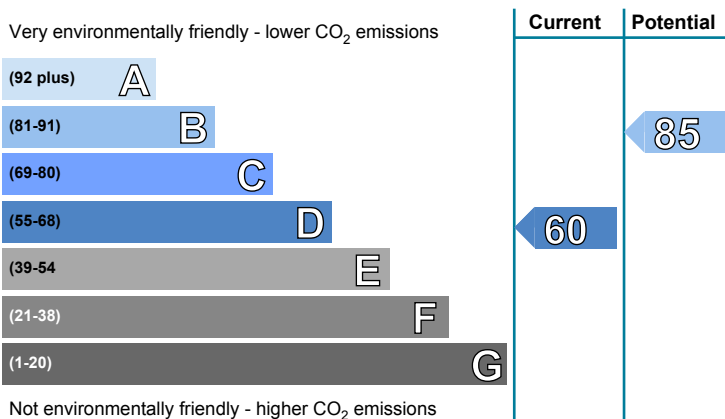 Very environmentally friendly - lower CO2 emissions
Current
Potential
(92 plus) A
(81-91) B
85
(69-80) C
(55-68) D
60
(39-54 E
(21-38) F
(1-20) G
Not environmentally friendly - higher CO2 emissions